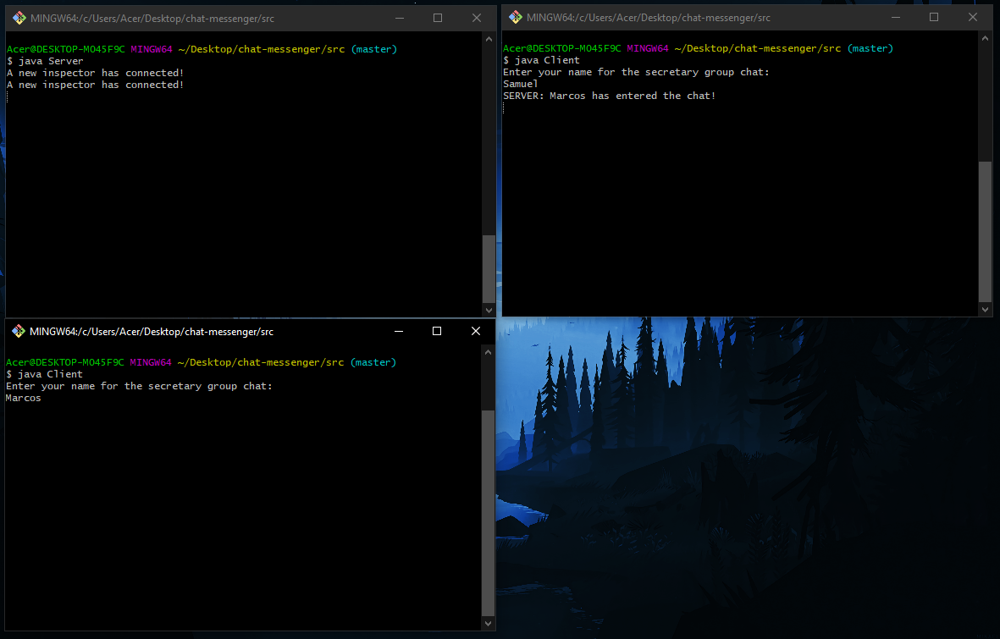 MINGW64:/c/Users/Acer/Desktop/chat-messenger/src
Acer@DESKTOP-MO45F9C MINGW64 ~/Desktop/chat-messenger/src (master)
$ java Server
A new inspector has connected!
A new inspector has connected!
MINGW64:/c/Users/Acer/Desktop/chat-messenger/src
Acer@DESKTOP-MO45F9C MINGW64 ~/Desktop/chat-messenger/src (master)
$ java Client
Enter your name for the secretary group chat:
Samuel
SERVER: Marcos has entered the chat!
MINGW64:/c/Users/Acer/Desktop/chat-messenger/src
Acer@DESKTOP-MO45F9C MINGW64 ~/Desktop/chat-messenger/src (master)
$ java Client
Enter your name for the secretary group chat:
Marcos